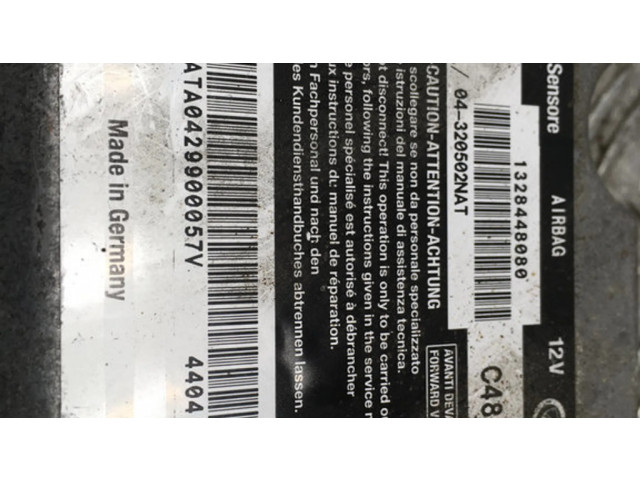 Sensore AIRBAG 12V
1328448080
/ 04-320502NAT C48
CAUTION-ATTENTION-ACHTUNG
AVANTI DEVA
FORWARD V
scollegare se non da personale specializzato
istruzioni del manuale di assistenza tecnica.
ot disconnect! This operation is only to be carried o
ors, following the instructions given in the service
e personel spécialisé est autorisé à débrancher
ux instructions du manuel de réparation.
n Fachpersonal und nach den
es Kundendiensthandbuches abtrennen lassen.
ATA0429900057V 4404
Made in Germany